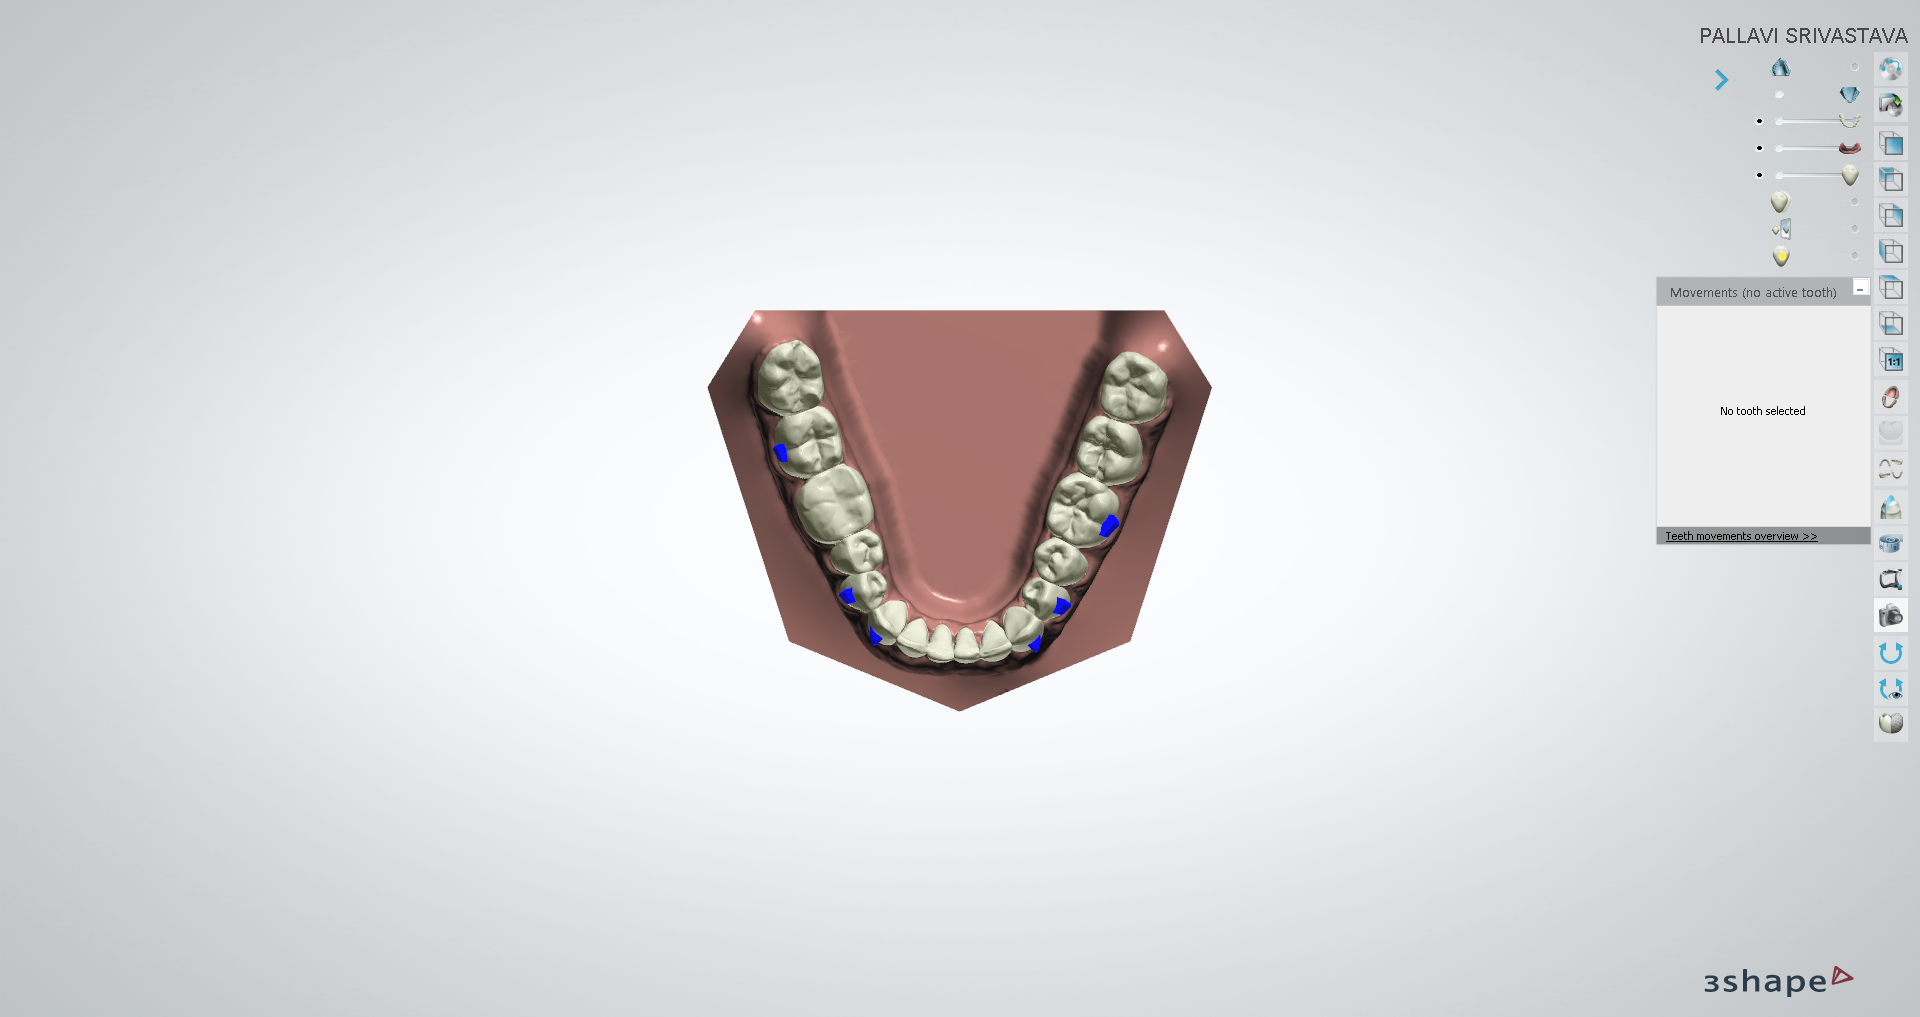 PALLAVI SRIVASTAVA
Movements (no active tooth)
No tooth selected
Teeth movements overview >>
1:1
3shape